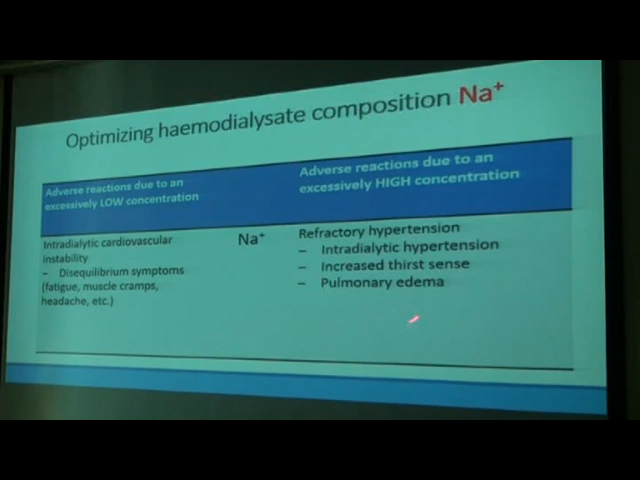 Optimizing haemodialysate composition Na⁺
Adverse reactions due to an
excessively LOW concentration
Adverse reactions due to an
excessively HIGH concentration
Intradialytic cardiovascular
instability
– Disequilibrium symptoms
(fatigue, muscle cramps,
headache, etc.)
Na⁺
Refractory hypertension
– Intradialytic hypertension
– Increased thirst sense
– Pulmonary edema